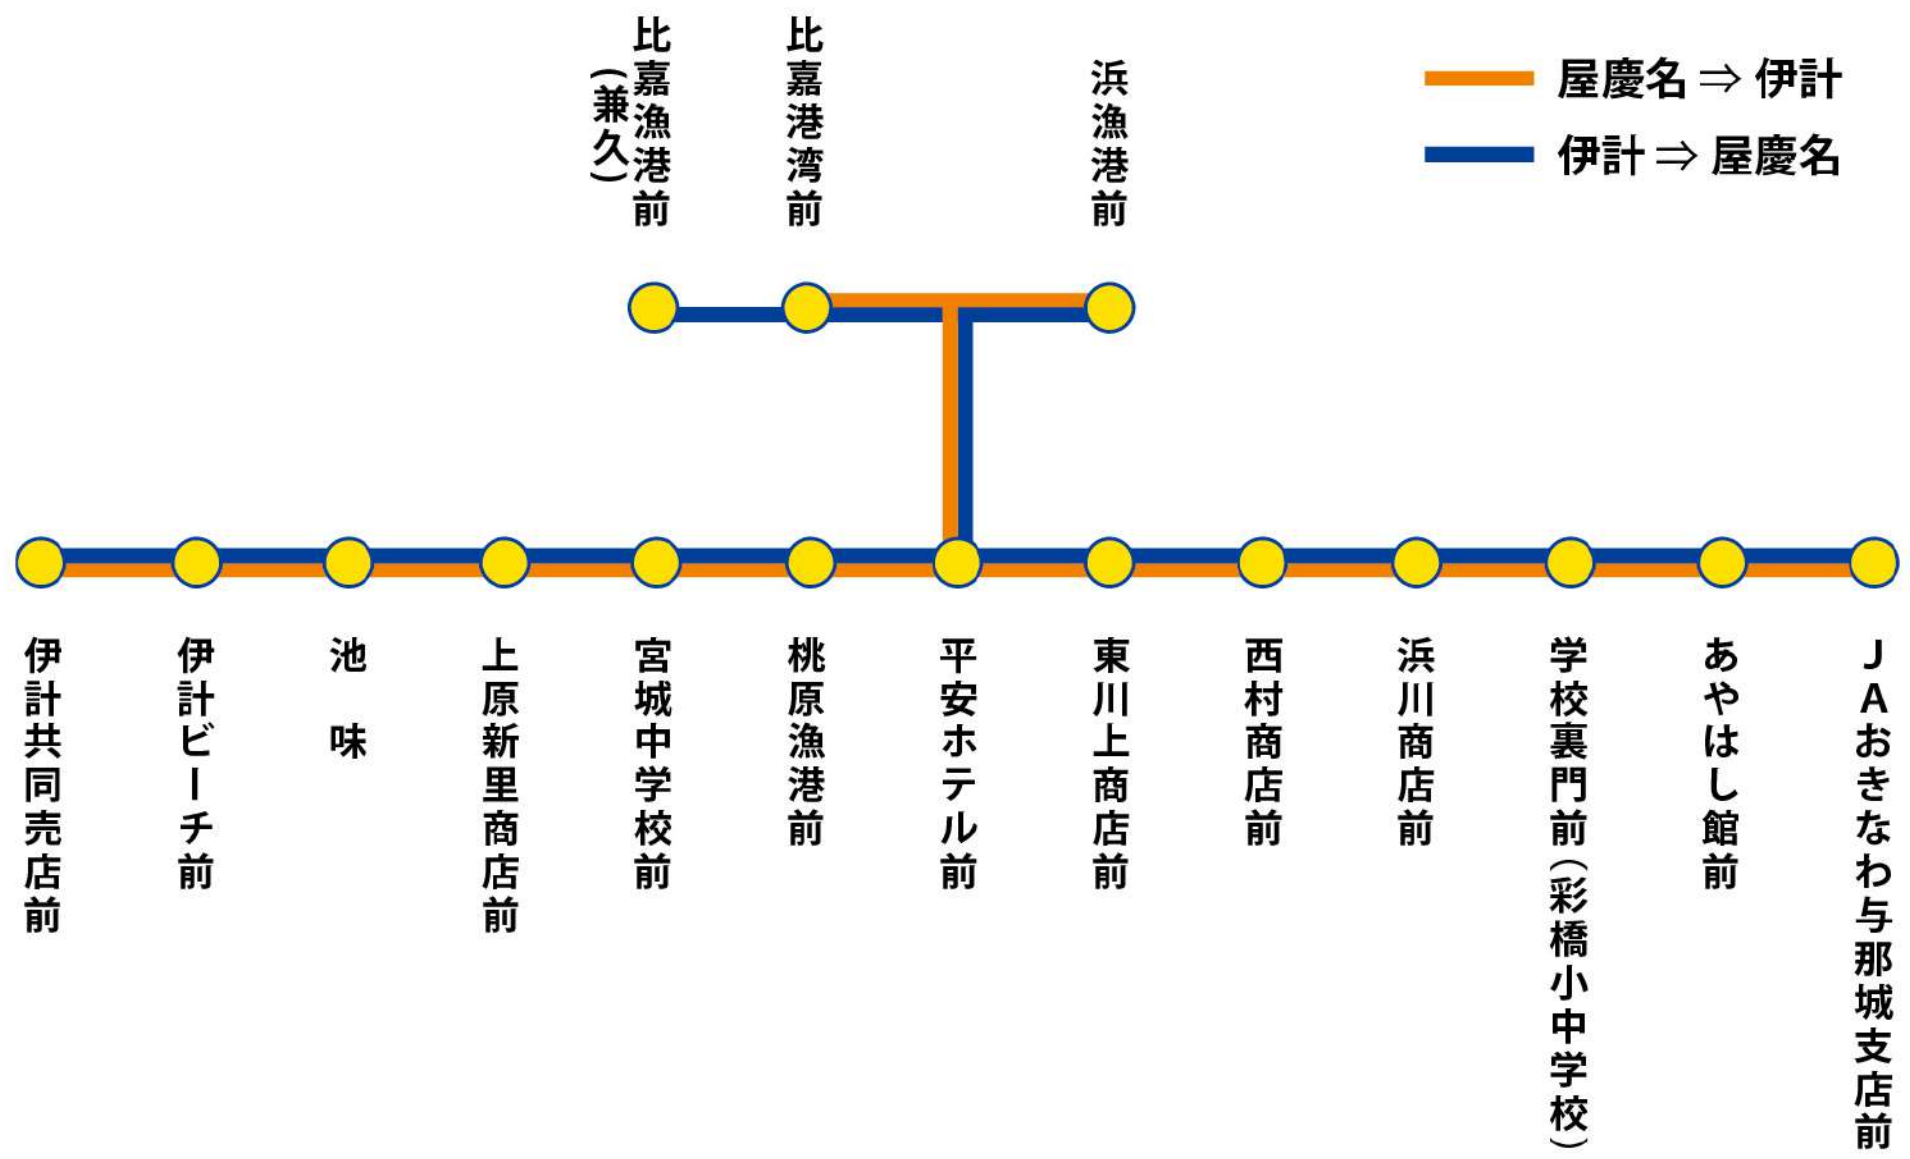 比嘉漁港前
(兼久)
比嘉港湾前
浜漁港前
屋慶名⇒伊計
伊計⇒屋慶名
伊計共同売店前
伊計ビーチ前
池味
上原新里商店前
宮城中学校前
桃原漁港前
平安ホテル前
東川上商店前
西村商店前
浜川商店前
学校裏門前(彩橋小中学校)
あやはし館前
JAおきなわ与那城支店前